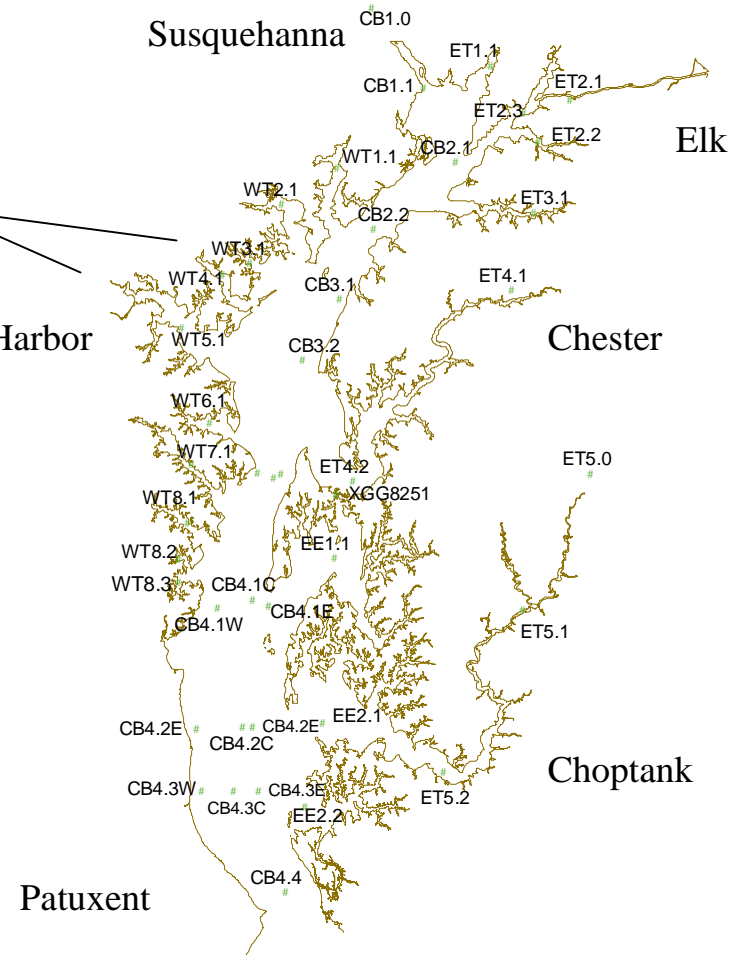 CB1.0
Susquehanna
ET1.1
CB1.1
ET2.1
ET2.3
ET2.2
Elk
WT1.1
CB2.1
WT2.1
ET3.1
CB2.2
WT3.1
WT4.1
ET4.1
CB3.1
Harbor
WT5.1
Chester
CB3.2
WT6.1
WT7.1
ET4.2
ET5.0
XGG8251
WT8.1
EE1.1
WT8.2
WT8.3
CB4.1C
CB4.1E
CB4.1W
ET5.1
EE2.1
CB4.2E
CB4.2E
CB4.2C
Choptank
CB4.3W
CB4.3E
ET5.2
CB4.3C
EE2.2
CB4.4
Patuxent